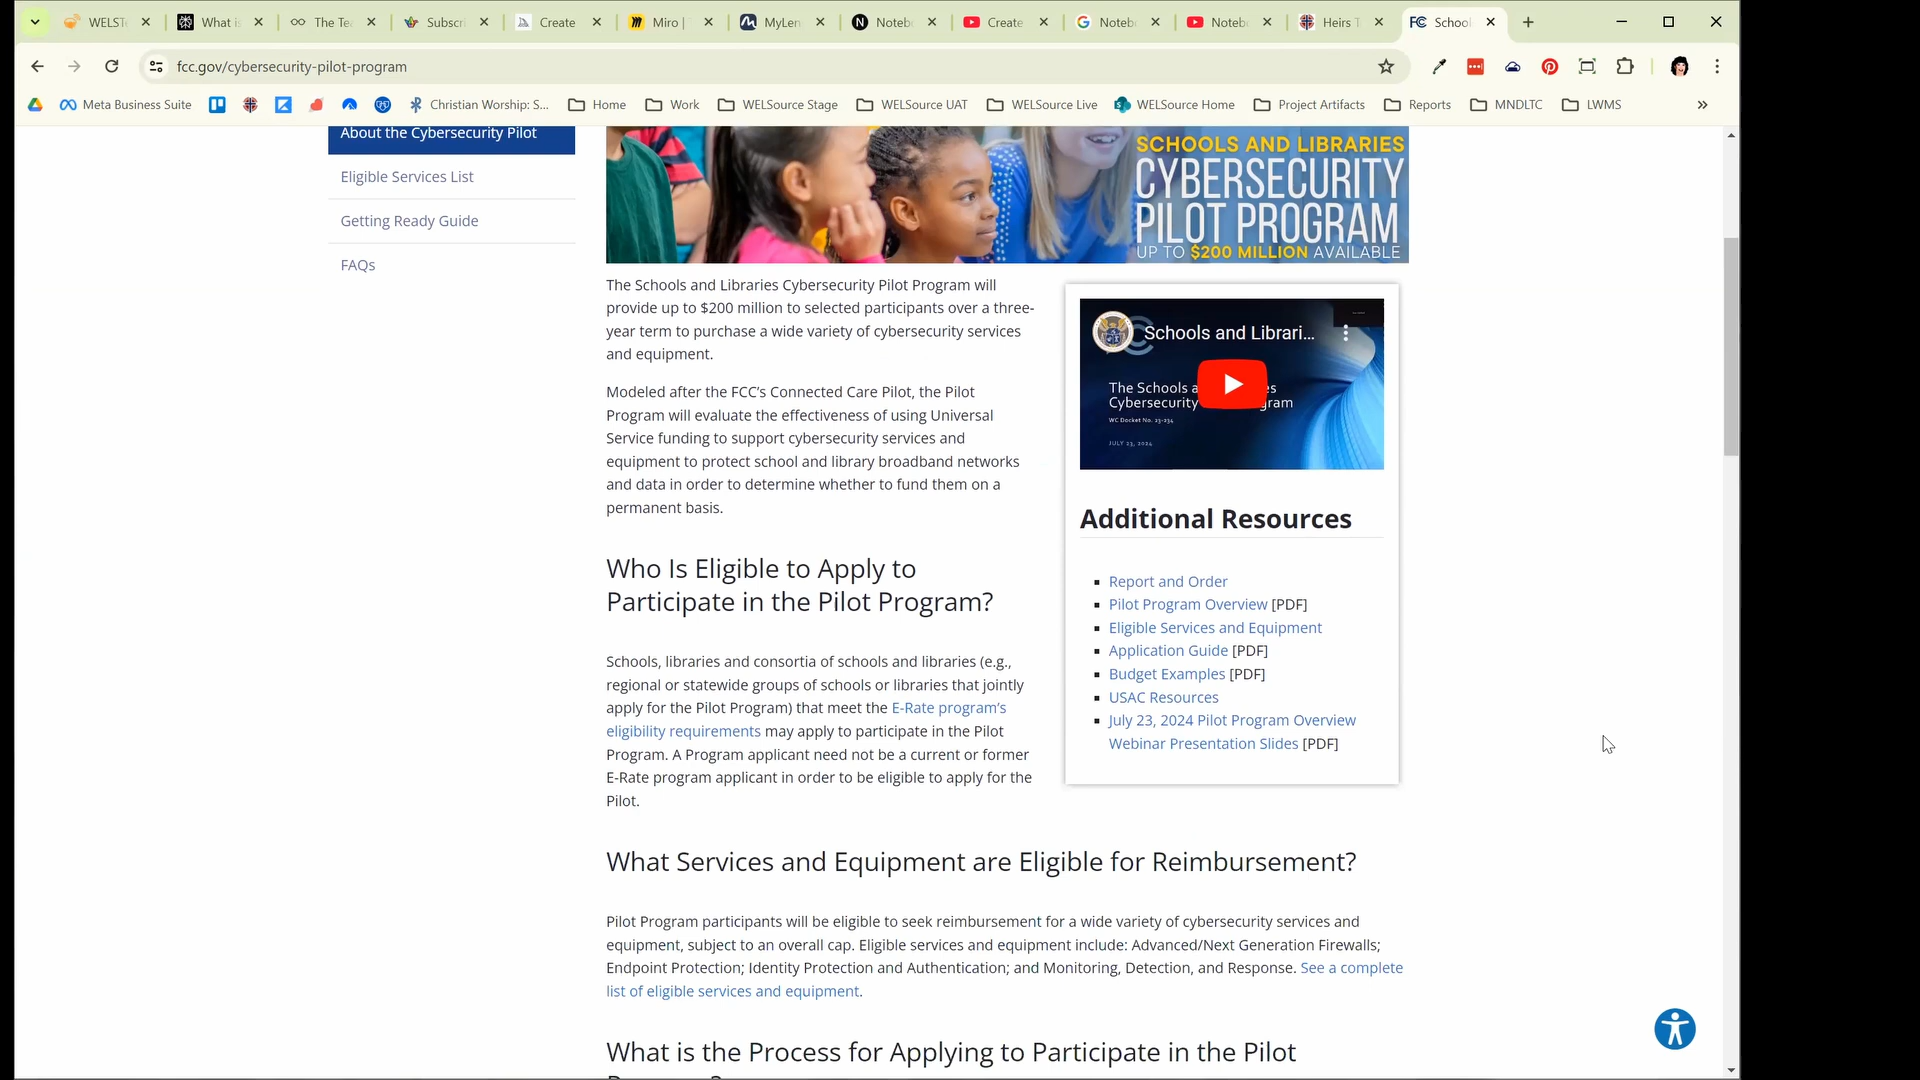 WELST
What is
The Tea
Subscri
Create
Miro |
MyLen
Noteb
Create
Noteb
Noteb
Heirs T
School
fcc.gov/cybersecurity-pilot-program
Meta Business Suite
Christian Worship: S...
Home
Work
WELSource Stage
WELSource UAT
WELSource Live
WELSource Home
Project Artifacts
Reports
MNDLTC
LWMS
About the Cybersecurity Pilot
Eligible Services List
Getting Ready Guide
FAQs
SCHOOLS AND LIBRARIES
CYBERSECURITY
PILOT PROGRAM
UP TO $200 MILLION AVAILABLE
The Schools and Libraries Cybersecurity Pilot Program will
provide up to $200 million to selected participants over a three-
year term to purchase a wide variety of cybersecurity services
and equipment.
Modeled after the FCC’s Connected Care Pilot, the Pilot
Program will evaluate the effectiveness of using Universal
Service funding to support cybersecurity services and
equipment to protect school and library broadband networks
and data in order to determine whether to fund them on a
permanent basis.
Who Is Eligible to Apply to
Participate in the Pilot Program?
Schools, libraries and consortia of schools and libraries (e.g.,
regional or statewide groups of schools or libraries that jointly
apply for the Pilot Program) that meet the E-Rate program’s
eligibility requirements may apply to participate in the Pilot
Program. A Program applicant need not be a current or former
E-Rate program applicant in order to be eligible to apply for the
Pilot.
Schools and Librari...
The Schools a es
Cybersecurity gram
WC Docket No. 23-234
JULY 23, 2024
Additional Resources
Report and Order
Pilot Program Overview [PDF]
Eligible Services and Equipment
Application Guide [PDF]
Budget Examples [PDF]
USAC Resources
July 23, 2024 Pilot Program Overview
Webinar Presentation Slides [PDF]
What Services and Equipment are Eligible for Reimbursement?
Pilot Program participants will be eligible to seek reimbursement for a wide variety of cybersecurity services and
equipment, subject to an overall cap. Eligible services and equipment include: Advanced/Next Generation Firewalls;
Endpoint Protection; Identity Protection and Authentication; and Monitoring, Detection, and Response. See a complete
list of eligible services and equipment.
What is the Process for Applying to Participate in the Pilot